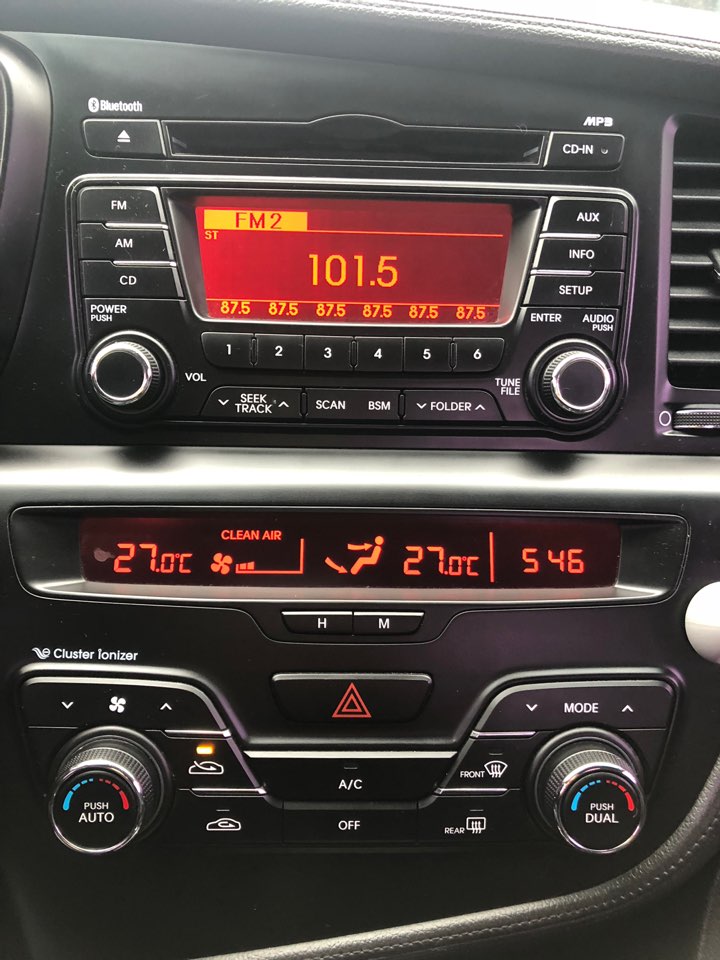 Bluetooth
MP3
CD-IN
FM
AM
CD
FM2
ST
101.5
87.5 87.5 87.5 87.5 87.5 87.5
AUX
INFO
SETUP
POWER
PUSH
ENTER
AUDIO
PUSH
1 2 3 4 5 6
VOL
SEEK
TRACK
SCAN
BSM
FOLDER
TUNE
FILE
CLEAN AIR
27.0°C
27.0°C
5 46
H
M
Cluster ionizer
MODE
A/C
FRONT
OFF
REAR
PUSH
AUTO
PUSH
DUAL